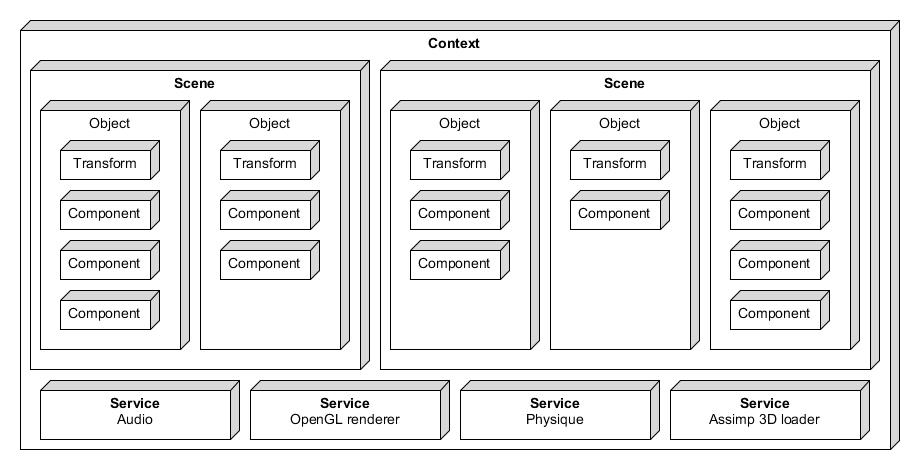 Context
Scene
Object
Transform
Component
Component
Component
Object
Transform
Component
Component
Scene
Object
Transform
Component
Component
Object
Transform
Component
Object
Transform
Component
Component
Component
Service
Audio
Service
OpenGL renderer
Service
Physique
Service
Assimp 3D loader